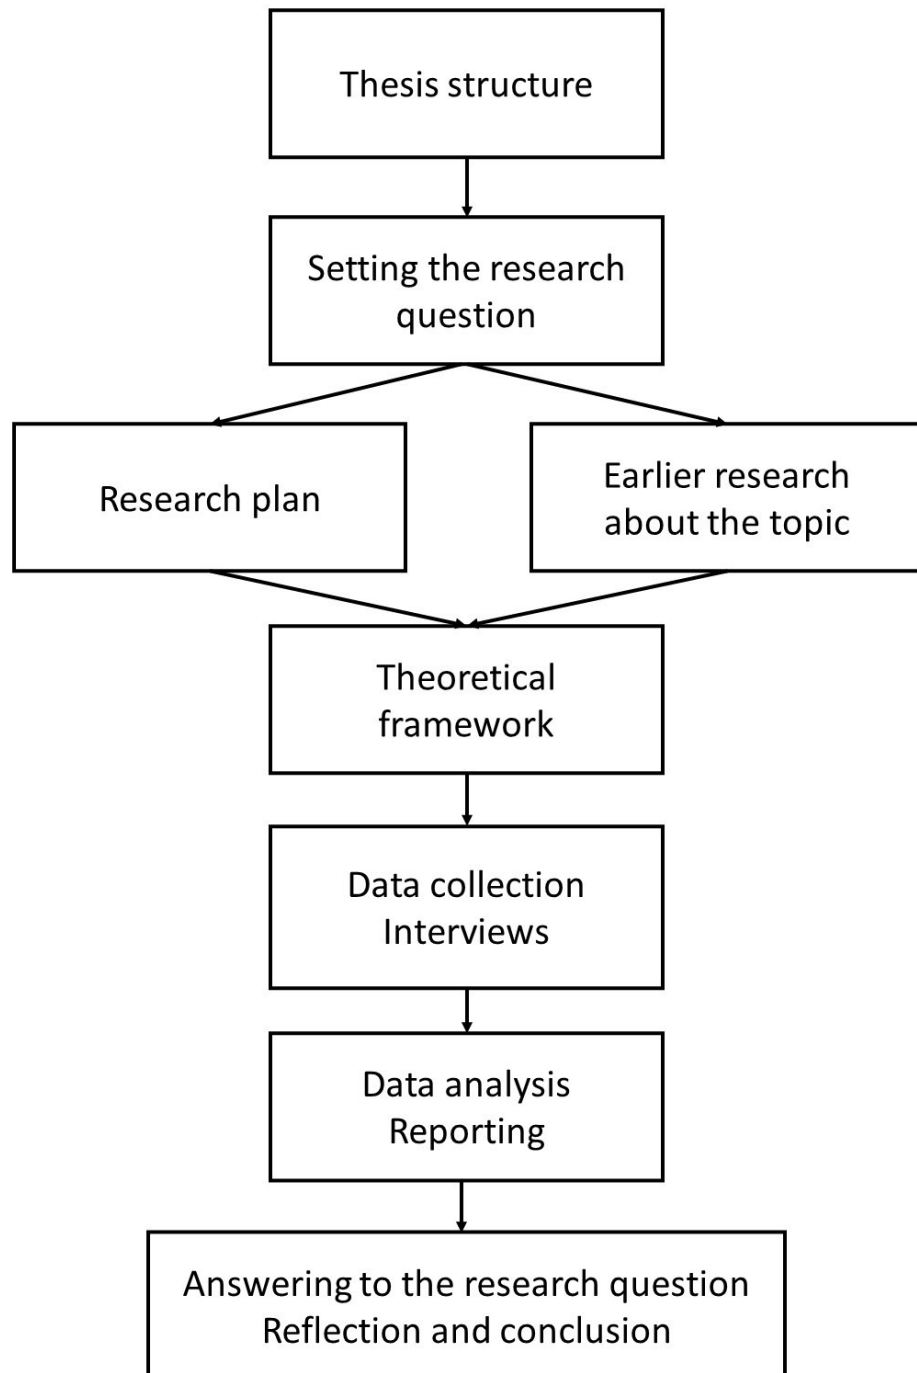 Thesis structure
Setting the research
question
Research plan
Earlier research
about the topic
Theoretical
framework
Data collection
Interviews
Data analysis
Reporting
Answering to the research question
Reflection and conclusion